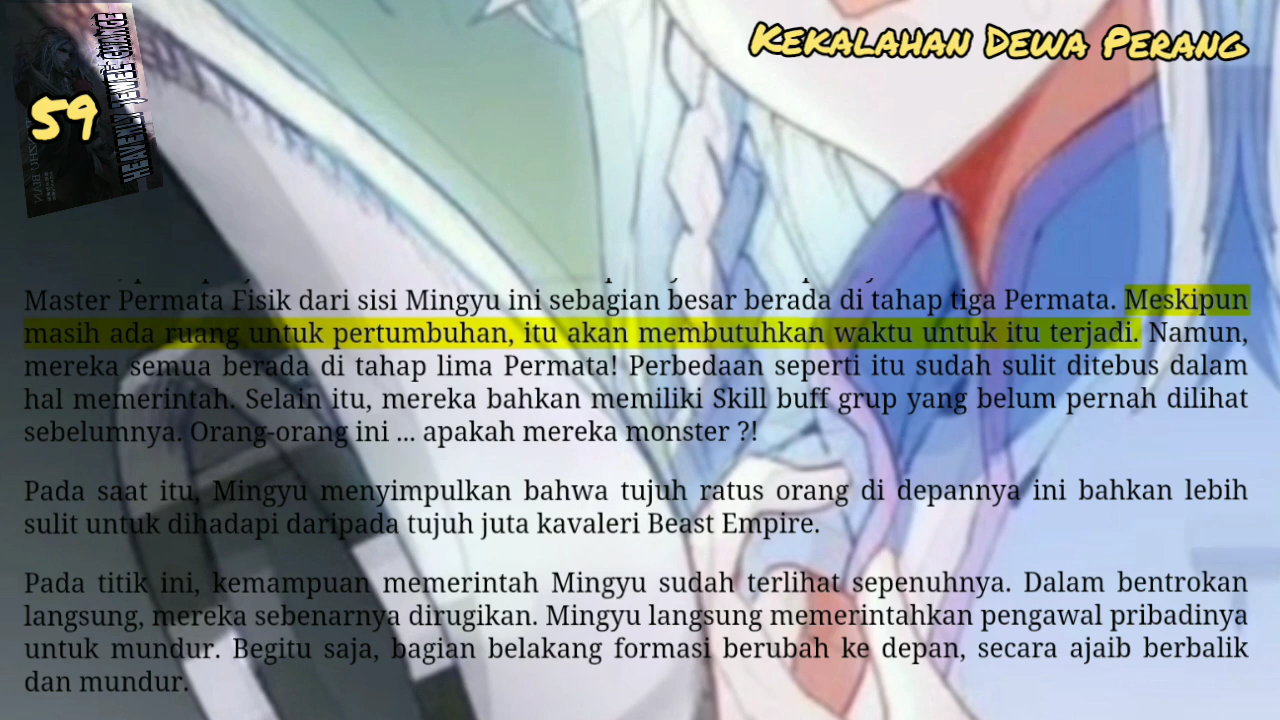 Kekalahan Dewa Perang
59
HEAVENLY JEWEL CHANGE
Master Permata Fisik dari sisi Mingyu ini sebagian besar berada di tahap tiga Permata. Meskipun
masih ada ruang untuk pertumbuhan, itu akan membutuhkan waktu untuk itu terjadi. Namun,
mereka semua berada di tahap lima Permata! Perbedaan seperti itu sudah sulit ditebus dalam
hal memerintah. Selain itu, mereka bahkan memiliki Skill buff grup yang belum pernah dilihat
sebelumnya. Orang-orang ini ... apakah mereka monster ?!
Pada saat itu, Mingyu menyimpulkan bahwa tujuh ratus orang di depannya ini bahkan lebih
sulit untuk dihadapi daripada tujuh juta kavaleri Beast Empire.
Pada titik ini, kemampuan memerintah Mingyu sudah terlihat sepenuhnya. Dalam bentrokan
langsung, mereka sebenarnya dirugikan. Mingyu langsung memerintahkan pengawal pribadinya
untuk mundur. Begitu saja, bagian belakang formasi berubah ke depan, secara ajaib berbalik
dan mundur.